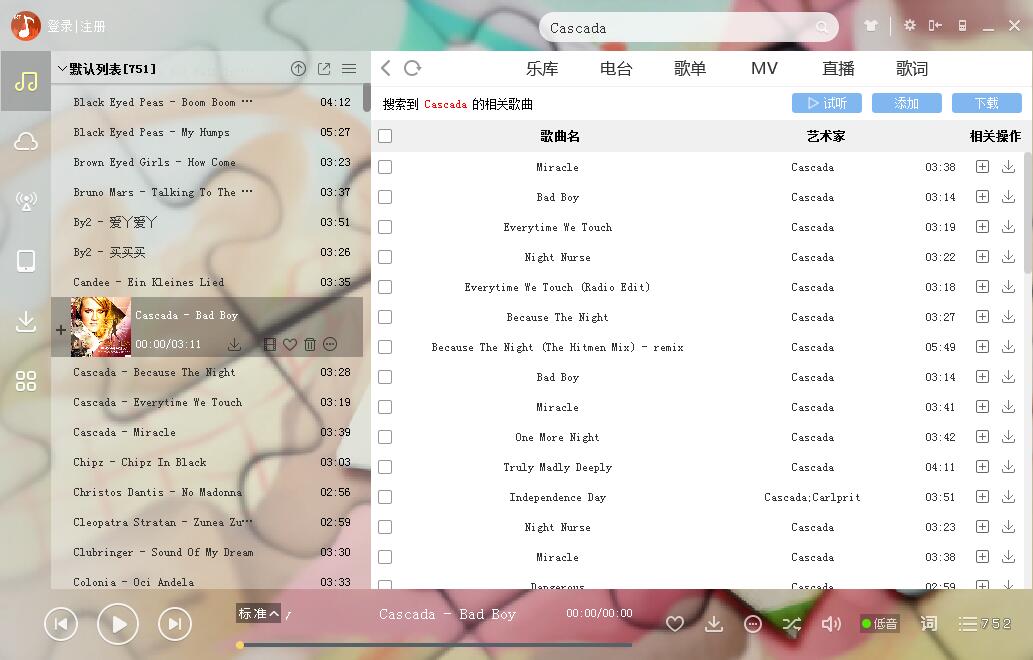 登录|注册
Cascada
默认列表[751]
Black Eyed Peas - Boom Boom ··· 04:12
Black Eyed Peas - My Humps 05:27
Brown Eyed Girls - How Come 03:23
Bruno Mars - Talking To The ··· 03:37
By2 - 爱丫爱丫 03:51
By2 - 买买买 03:26
Candee - Ein Kleines Lied 03:35
Cascada - Bad Boy
00:00/03:11
Cascada - Because The Night 03:28
Cascada - Everytime We Touch 03:19
Cascada - Miracle 03:39
Chipz - Chipz In Black 03:03
Christos Dantis - No Madonna 02:56
Cleopatra Stratan - Zunea Zu··· 02:59
Clubringer - Sound Of My Dream 03:30
Colonia - Oci Andela 03:33
乐库 电台 歌单 MV 直播 歌词
搜索到 Cascada 的相关歌曲 试听 添加 下载
歌曲名 艺术家 相关操作
Miracle Cascada 03:38
Bad Boy Cascada 03:14
Everytime We Touch Cascada 03:19
Night Nurse Cascada 03:22
Everytime We Touch (Radio Edit) Cascada 03:18
Because The Night Cascada 03:27
Because The Night (The Hitmen Mix) - remix Cascada 05:49
Bad Boy Cascada 03:14
Miracle Cascada 03:41
One More Night Cascada 03:42
Truly Madly Deeply Cascada 04:11
Independence Day Cascada;Carlprit 03:51
Night Nurse Cascada 03:23
Miracle Cascada 03:38
Dangerous Cascada 02:59
标准 Cascada - Bad Boy 00:00/00:00
低音 词 752